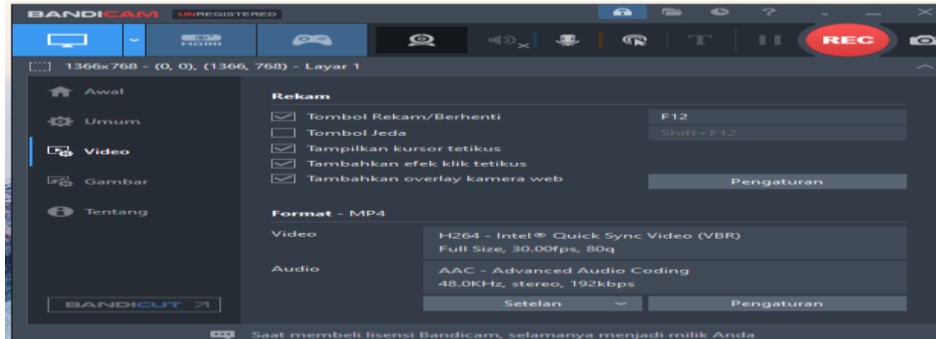 BANDICAM UNREGISTERED
HDMI
REC
1366x768 - (0, 0), (1366, 768) - Layar 1
Awal
Umum
Video
Gambar
Tentang
BANDICUT
Rekam
Tombol Rekam/Berhenti F12
Tombol Jeda Shift+F12
Tampilkan kursor tetikus
Tambahkan efek klik tetikus
Tambahkan overlay kamera web Pengaturan
Format - MP4
Video H264 - Intel® Quick Sync Video (VBR)
Full Size, 30.00fps, 80q
Audio AAC - Advanced Audio Coding
48.0KHz, stereo, 192kbps
Setelan Pengaturan
Saat membeli lisensi Bandicam, selamanya menjadi milik Anda